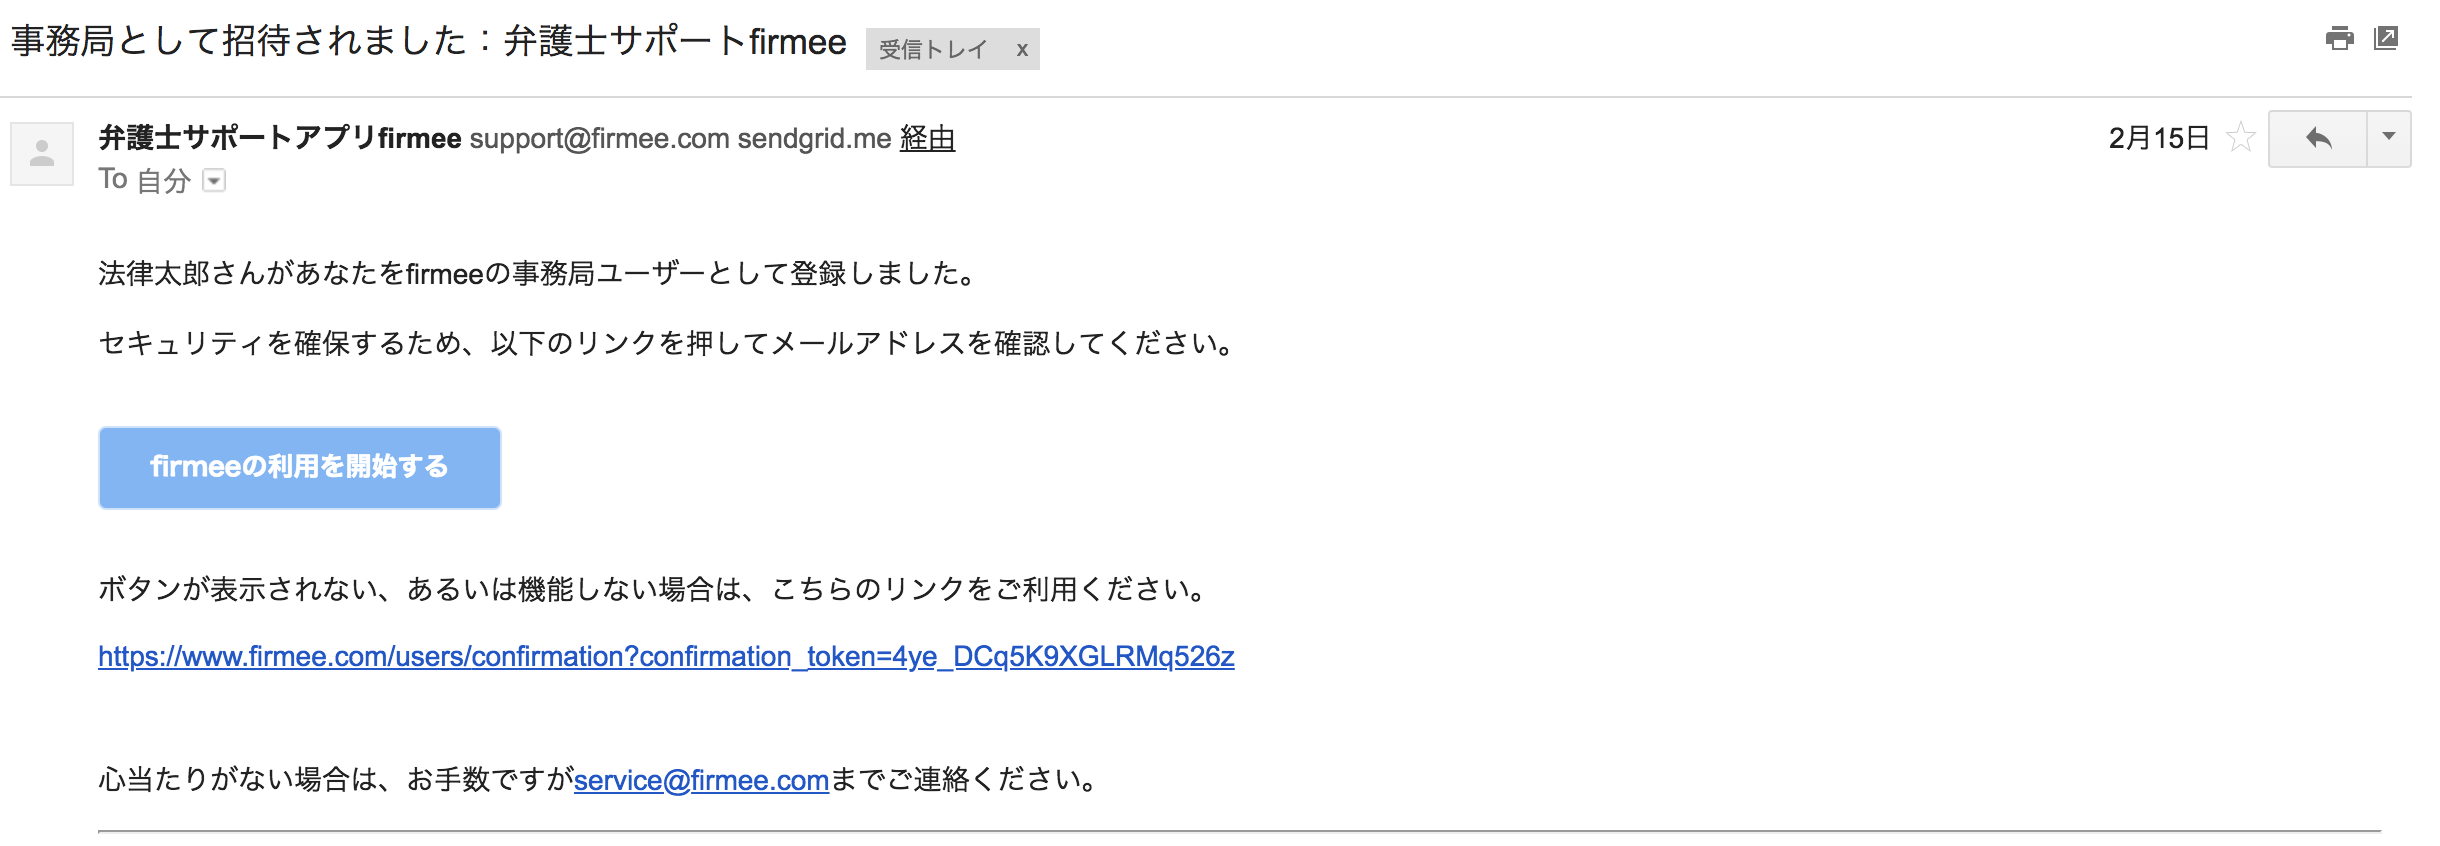 事務局として招待されました：弁護士サポートfirmee 受信トレイ x
弁護士サポートアプリfirmee support@firmee.com sendgrid.me 経由
2月15日
To 自分
法律太郎さんがあなたをfirmeeの事務局ユーザーとして登録しました。
セキュリティを確保するため、以下のリンクを押してメールアドレスを確認してください。
firmeeの利用を開始する
ボタンが表示されない、あるいは機能しない場合は、こちらのリンクをご利用ください。
https://www.firmee.com/users/confirmation?confirmation_token=4ye_DCq5K9XGLRMq526z
心当たりがない場合は、お手数ですがservice@firmee.comまでご連絡ください。